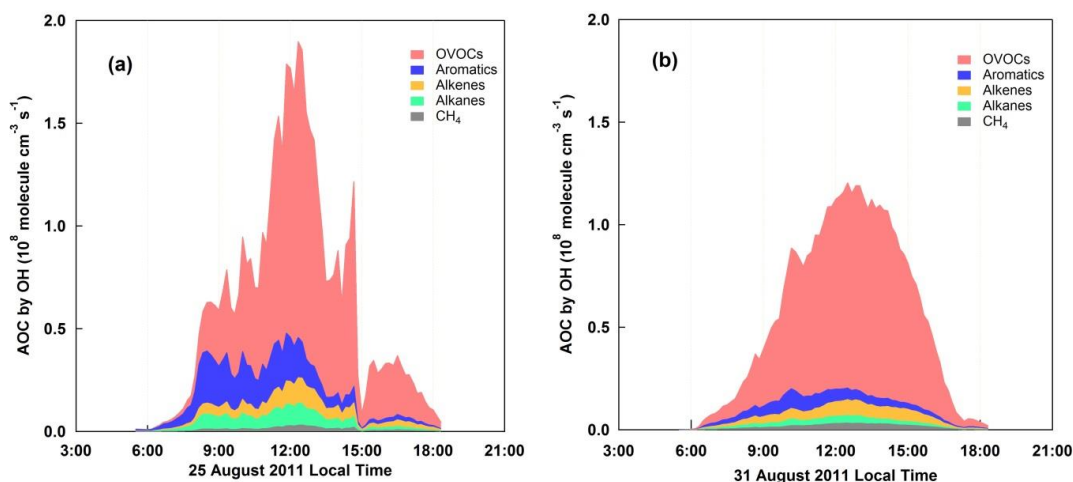 (a)
AOC by OH (10⁸ molecule cm⁻³ s⁻¹)
2.0
1.5
1.0
0.5
0.0
OVOCs
Aromatics
Alkenes
Alkanes
CH₄
3:00 6:00 9:00 12:00 15:00 18:00 21:00
25 August 2011 Local Time
(b)
AOC by OH (10⁸ molecule cm⁻³ s⁻¹)
2.0
1.5
1.0
0.5
0.0
OVOCs
Aromatics
Alkenes
Alkanes
CH₄
3:00 6:00 9:00 12:00 15:00 18:00 21:00
31 August 2011 Local Time